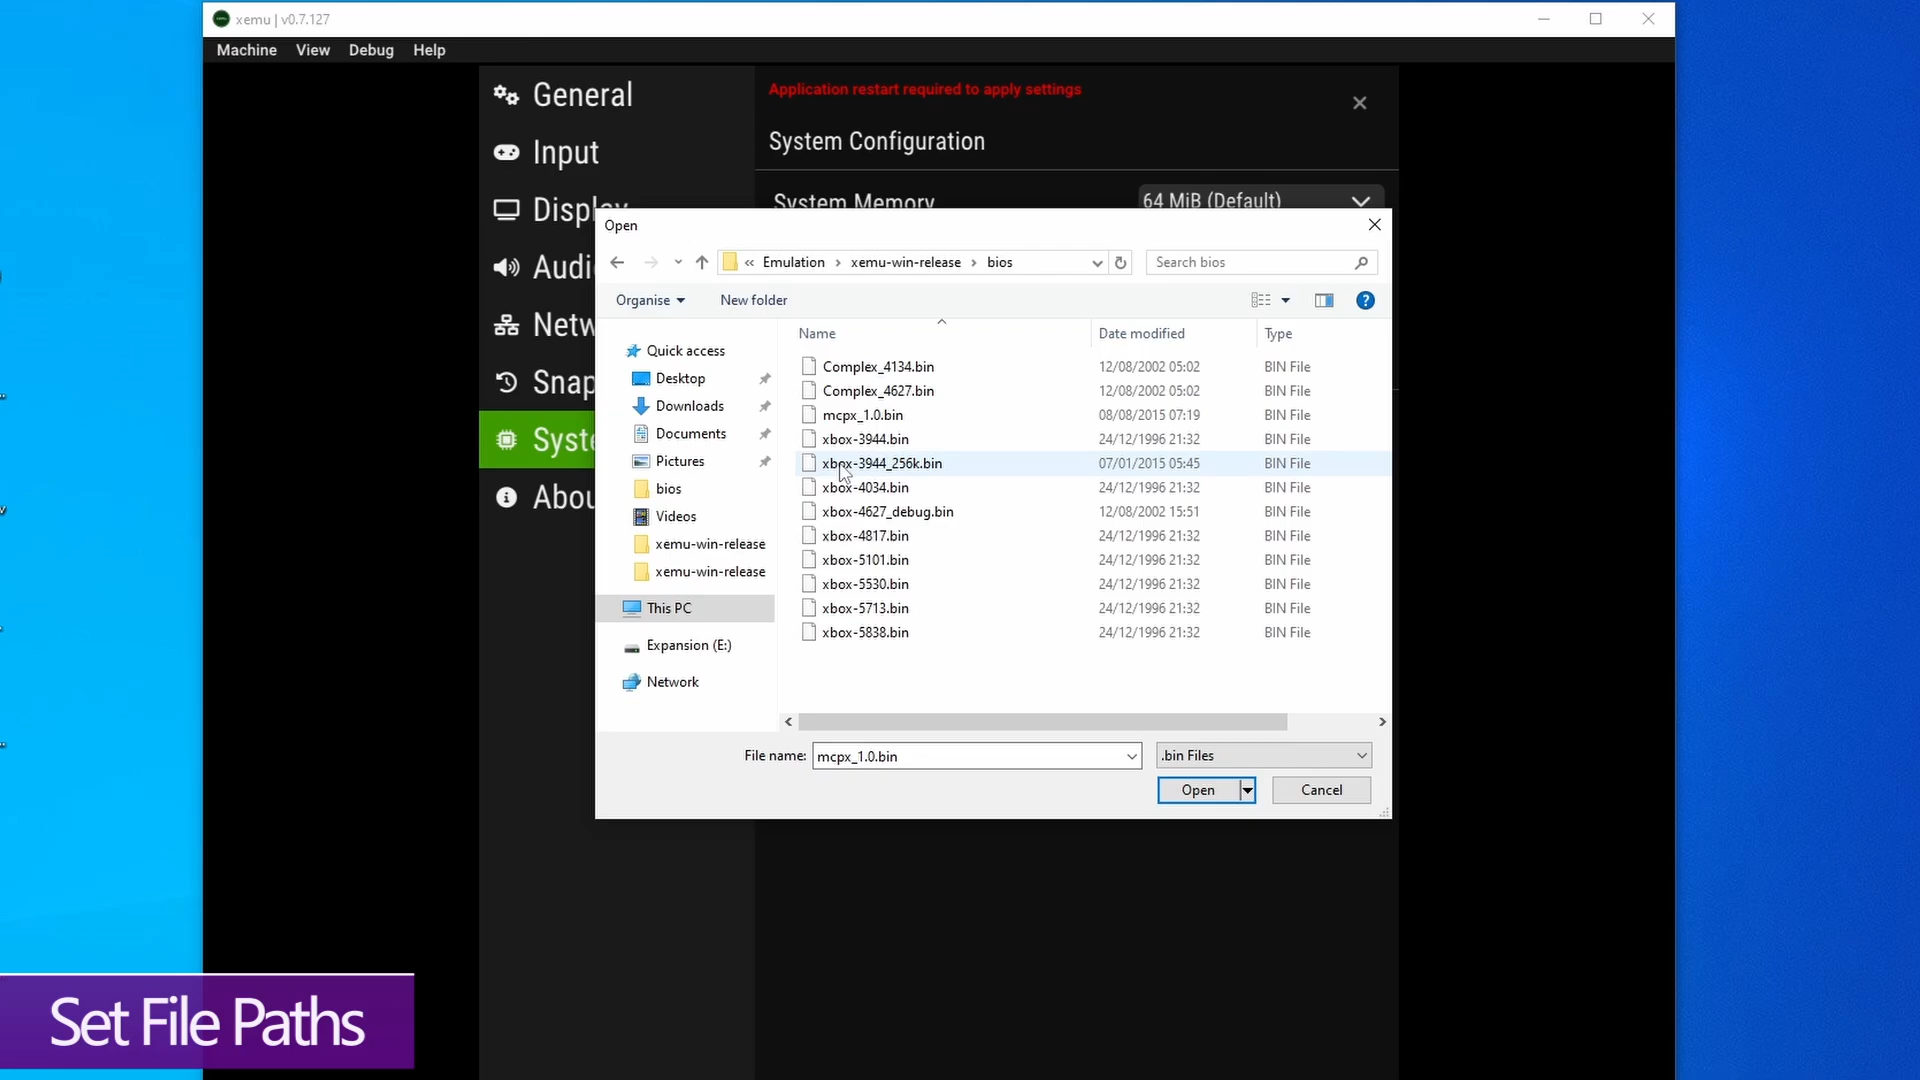 xemu | v0.7.127
Machine View Debug Help
General
Input
Display
Audi
Netw
Snap
Syste
Abou
Application restart required to apply settings
System Configuration
System Memory 64 MiB (Default)
Open
« Emulation › xemu-win-release › bios
Search bios
Organise New folder
Quick access
Desktop
Downloads
Documents
Pictures
bios
Videos
xemu-win-release
xemu-win-release
This PC
Expansion (E:)
Network
Name Date modified Type
Complex_4134.bin 12/08/2002 05:02 BIN File
Complex_4627.bin 12/08/2002 05:02 BIN File
mcpx_1.0.bin 08/08/2015 07:19 BIN File
xbox-3944.bin 24/12/1996 21:32 BIN File
xbox-3944_256k.bin 07/01/2015 05:45 BIN File
xbox-4034.bin 24/12/1996 21:32 BIN File
xbox-4627_debug.bin 12/08/2002 15:51 BIN File
xbox-4817.bin 24/12/1996 21:32 BIN File
xbox-5101.bin 24/12/1996 21:32 BIN File
xbox-5530.bin 24/12/1996 21:32 BIN File
xbox-5713.bin 24/12/1996 21:32 BIN File
xbox-5838.bin 24/12/1996 21:32 BIN File
File name: mcpx_1.0.bin .bin Files
Open Cancel
Set File Paths